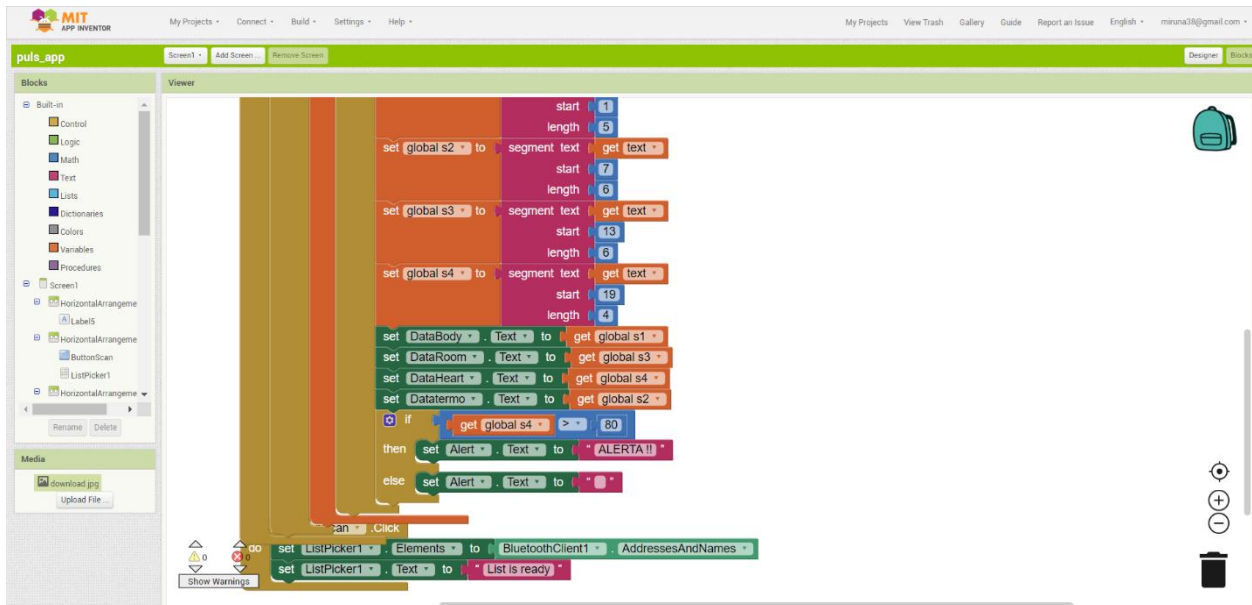 MIT
APP INVENTOR
My Projects Connect Build Settings Help
My Projects View Trash Gallery Guide Report an Issue English miruna38@gmail.com
puls_app
Screen1 Add Screen ... Remove Screen
Designer Blocks
Blocks
Viewer
Built-in
Control
Logic
Math
Text
Lists
Dictionaries
Colors
Variables
Procedures
Screen1
HorizontalArrangeme
Label5
HorizontalArrangeme
ButtonScan
ListPicker1
HorizontalArrangeme
Rename Delete
Media
download.jpg
Upload File ...
start 1
length 5
set global s2 to segment text get text
start 7
length 6
set global s3 to segment text get text
start 13
length 6
set global s4 to segment text get text
start 19
length 4
set DataBody . Text to get global s1
set DataRoom . Text to get global s3
set DataHeart . Text to get global s4
set Datatermo . Text to get global s2
if get global s4 > 80
then set Alert . Text to " ALERTA !! "
else set Alert . Text to " "
can .Click
do set ListPicker1 . Elements to BluetoothClient1 . AddressesAndNames
set ListPicker1 . Text to " List is ready "
0 0
Show Warnings